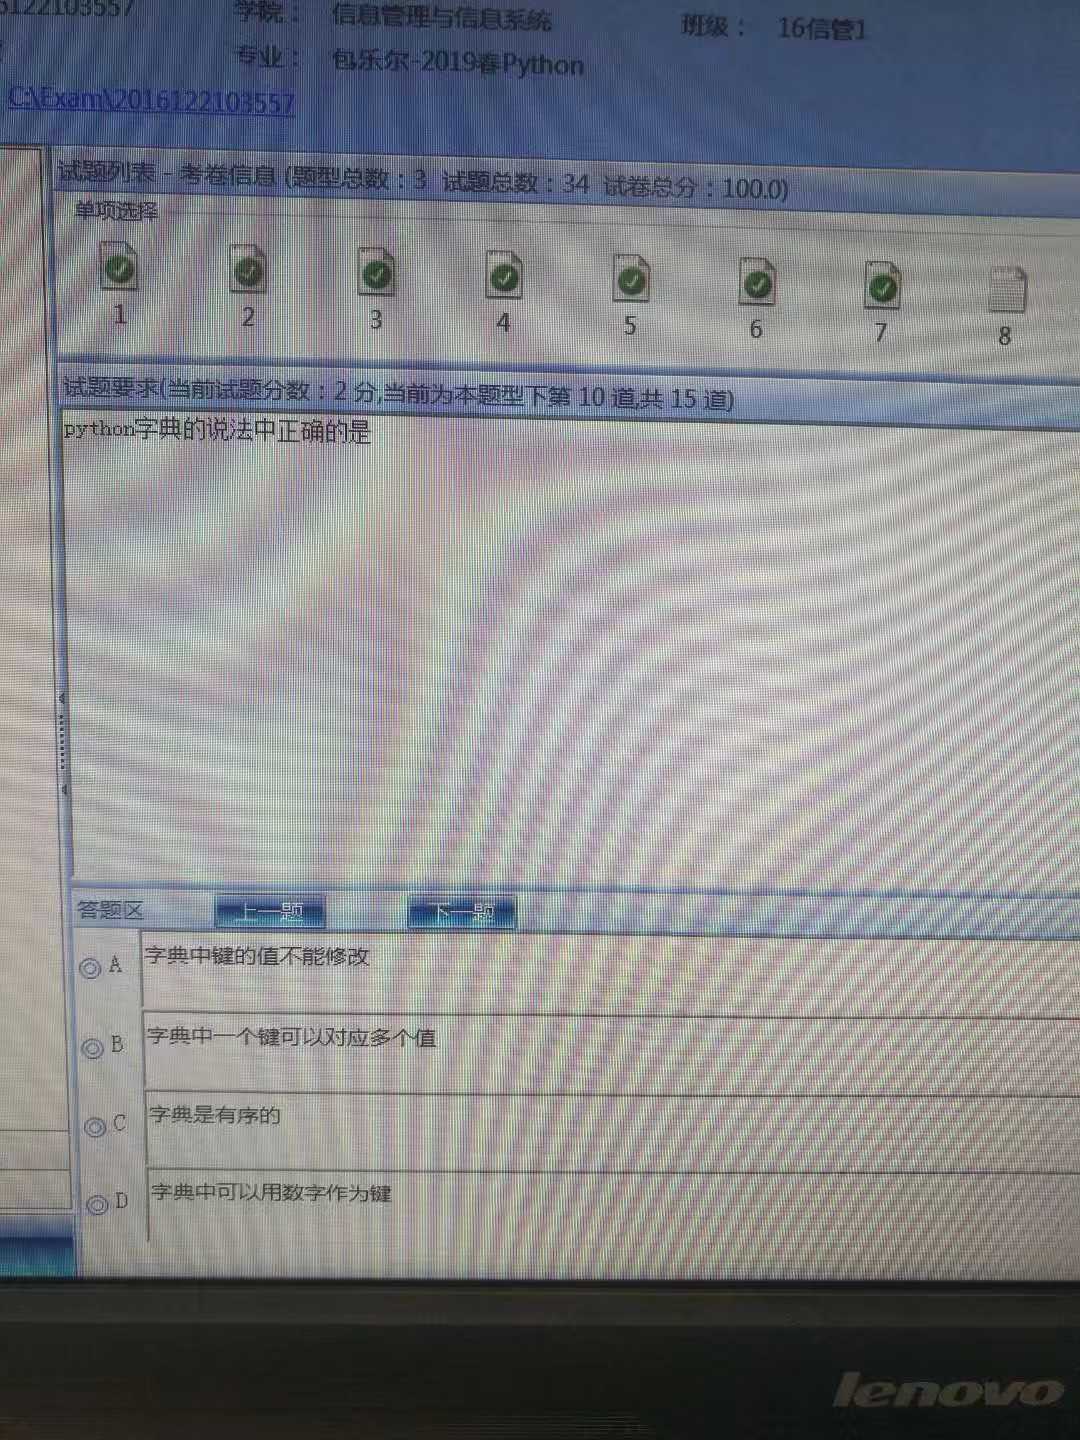 学院： 信息管理与信息系统 班级： 16信管1
专业： 包乐尔-2019春Python
C:\Exam\2016122103557
试题列表 - 考卷信息 (题型总数：3 试题总数：34 试卷总分：100.0)
单项选择
1 2 3 4 5 6 7 8
试题要求(当前试题分数：2 分,当前为本题型下第 10 道,共 15 道)
python字典的说法中正确的是
答题区 上一题 下一题
A 字典中键的值不能修改
B 字典中一个键可以对应多个值
C 字典是有序的
D 字典中可以用数字作为键
lenovo